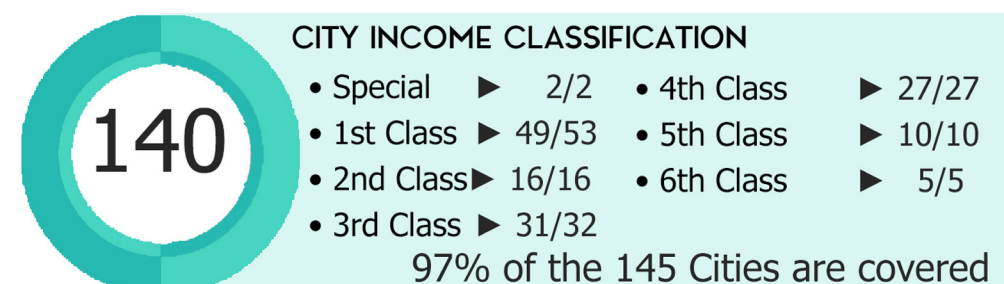 140
CITY INCOME CLASSIFICATION
• Special ► 2/2
• 1st Class ► 49/53
• 2nd Class► 16/16
• 3rd Class ► 31/32
• 4th Class ► 27/27
• 5th Class ► 10/10
• 6th Class ► 5/5
97% of the 145 Cities are covered